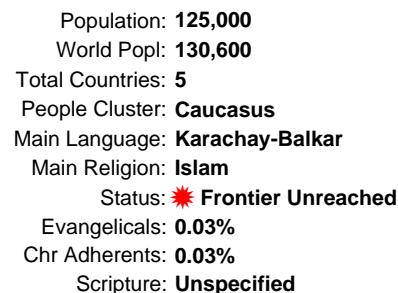 Population: 125,000
World Popl: 130,600
Total Countries: 5
People Cluster: Caucasus
Main Language: Karachay-Balkar
Main Religion: Islam
Status: Frontier Unreached
Evangelicals: 0.03%
Chr Adherents: 0.03%
Scripture: Unspecified